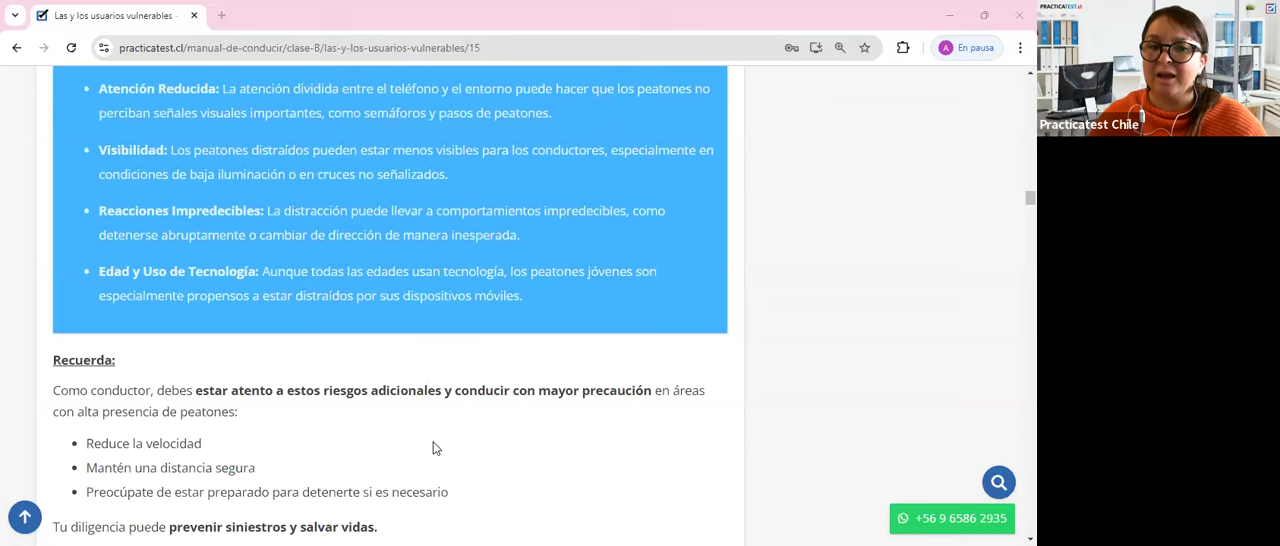 Las y los usuarios vulnerables -
practicatest.cl/manual-de-conducir/clase-B/las-y-los-usuarios-vulnerables/15
A
En pausa
PRACTICATEST.CL
Practicatest Chile
Atención Reducida: La atención dividida entre el teléfono y el entorno puede hacer que los peatones no
perciban señales visuales importantes, como semáforos y pasos de peatones.
Visibilidad: Los peatones distraídos pueden estar menos visibles para los conductores, especialmente en
condiciones de baja iluminación o en cruces no señalizados.
Reacciones Impredecibles: La distracción puede llevar a comportamientos impredecibles, como
detenerse abruptamente o cambiar de dirección de manera inesperada.
Edad y Uso de Tecnología: Aunque todas las edades usan tecnología, los peatones jóvenes son
especialmente propensos a estar distraídos por sus dispositivos móviles.
Recuerda:
Como conductor, debes estar atento a estos riesgos adicionales y conducir con mayor precaución en áreas
con alta presencia de peatones:
Reduce la velocidad
Mantén una distancia segura
Preocúpate de estar preparado para detenerte si es necesario
+56 9 6586 2935
Tu diligencia puede prevenir siniestros y salvar vidas.